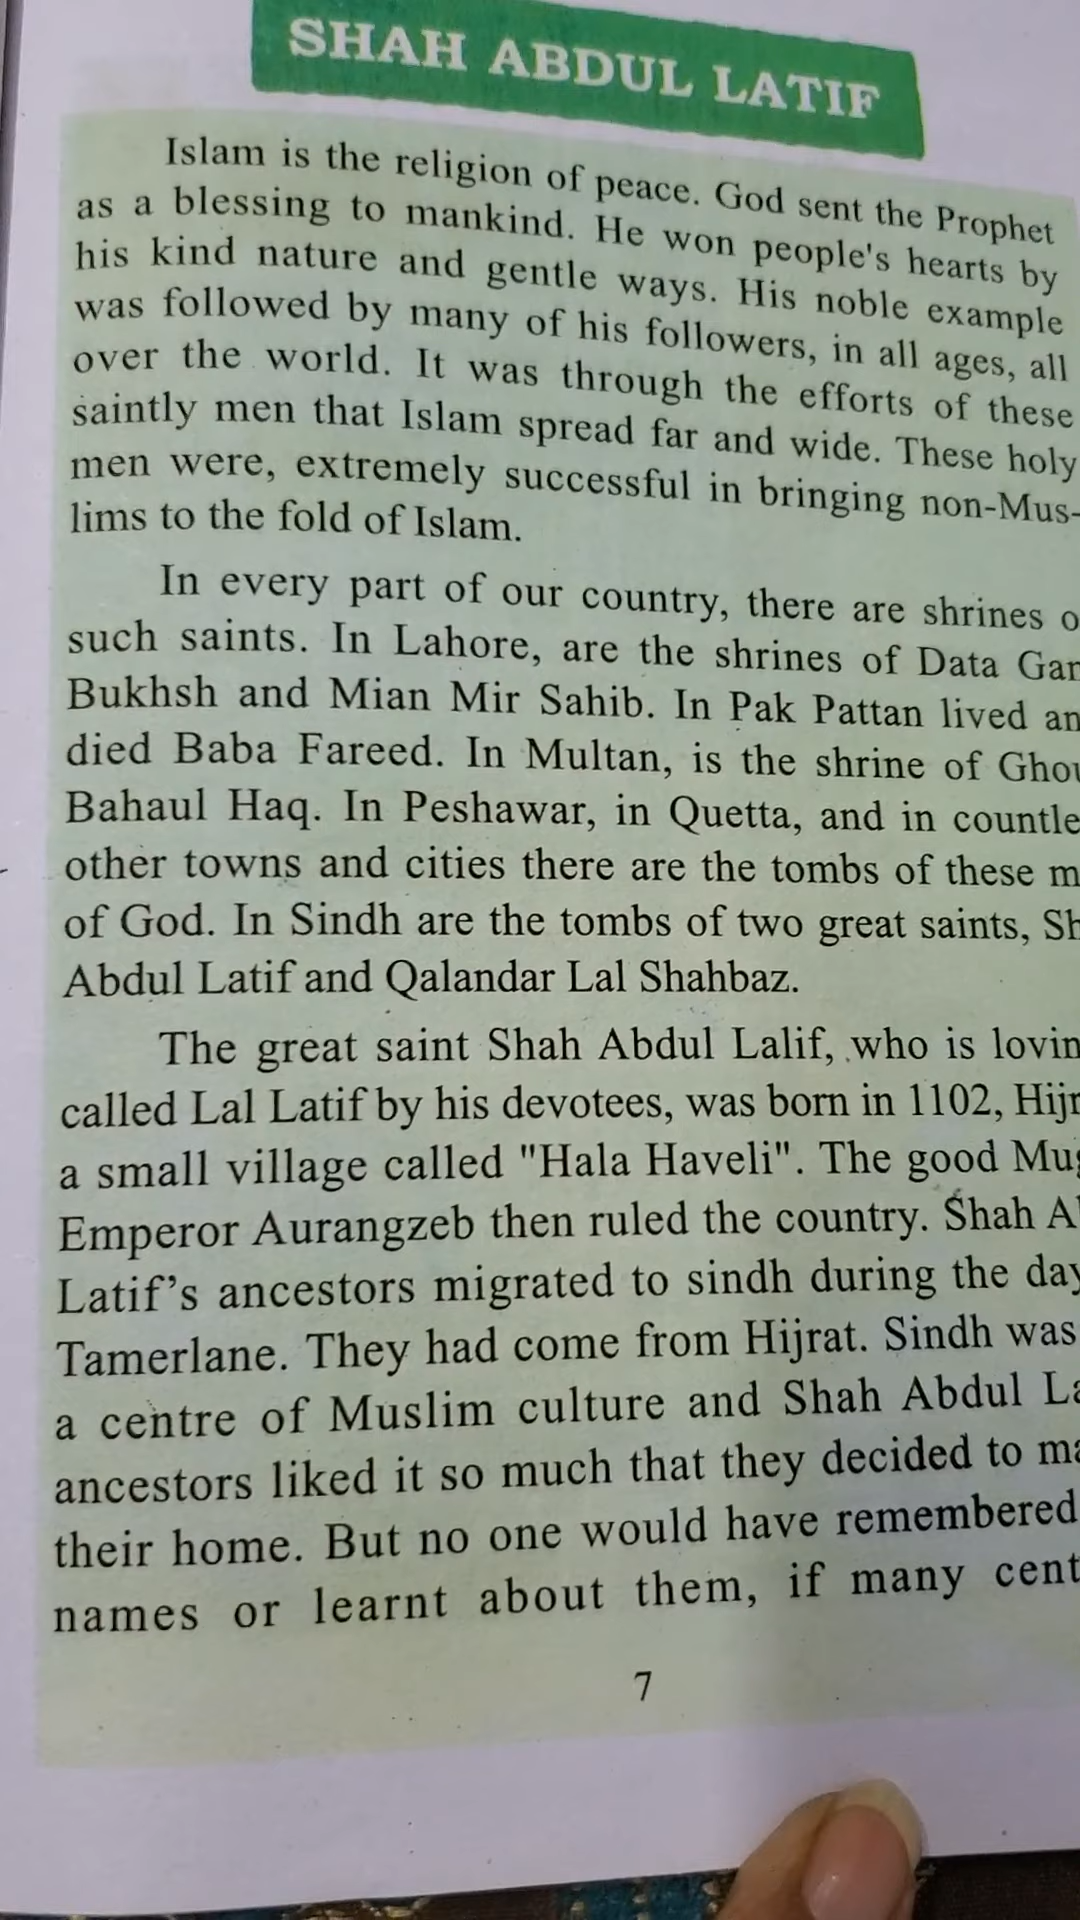 SHAH ABDUL LATIF
Islam is the religion of peace. God sent the Prophet
as a blessing to mankind. He won people's hearts by
his kind nature and gentle ways. His noble example
was followed by many of his followers, in all ages, all
over the world. It was through the efforts of these
saintly men that Islam spread far and wide. These holy
men were, extremely successful in bringing non-Mus-
lims to the fold of Islam.
In every part of our country, there are shrines
such saints. In Lahore, are the shrines of Data
Bukhsh and Mian Mir Sahib. In Pak Pattan lived
died Baba Fareed. In Multan, is the shrine of
Bahaul Haq. In Peshawar, in Quetta, and in
other towns and cities there are the tombs of these
of God. In Sindh are the tombs of two great saints,
Abdul Latif and Qalandar Lal Shahbaz.
The great saint Shah Abdul Lalif, who is
called Lal Latif by his devotees, was born in 1102,
a small village called "Hala Haveli". The good
Emperor Aurangzeb then ruled the country. Shah
Latif’s ancestors migrated to sindh during the
Tamerlane. They had come from Hijrat. Sindh was
a centre of Muslim culture and Shah Abdul
ancestors liked it so much that they decided to
their home. But no one would have remembered
names or learnt about them, if many
7